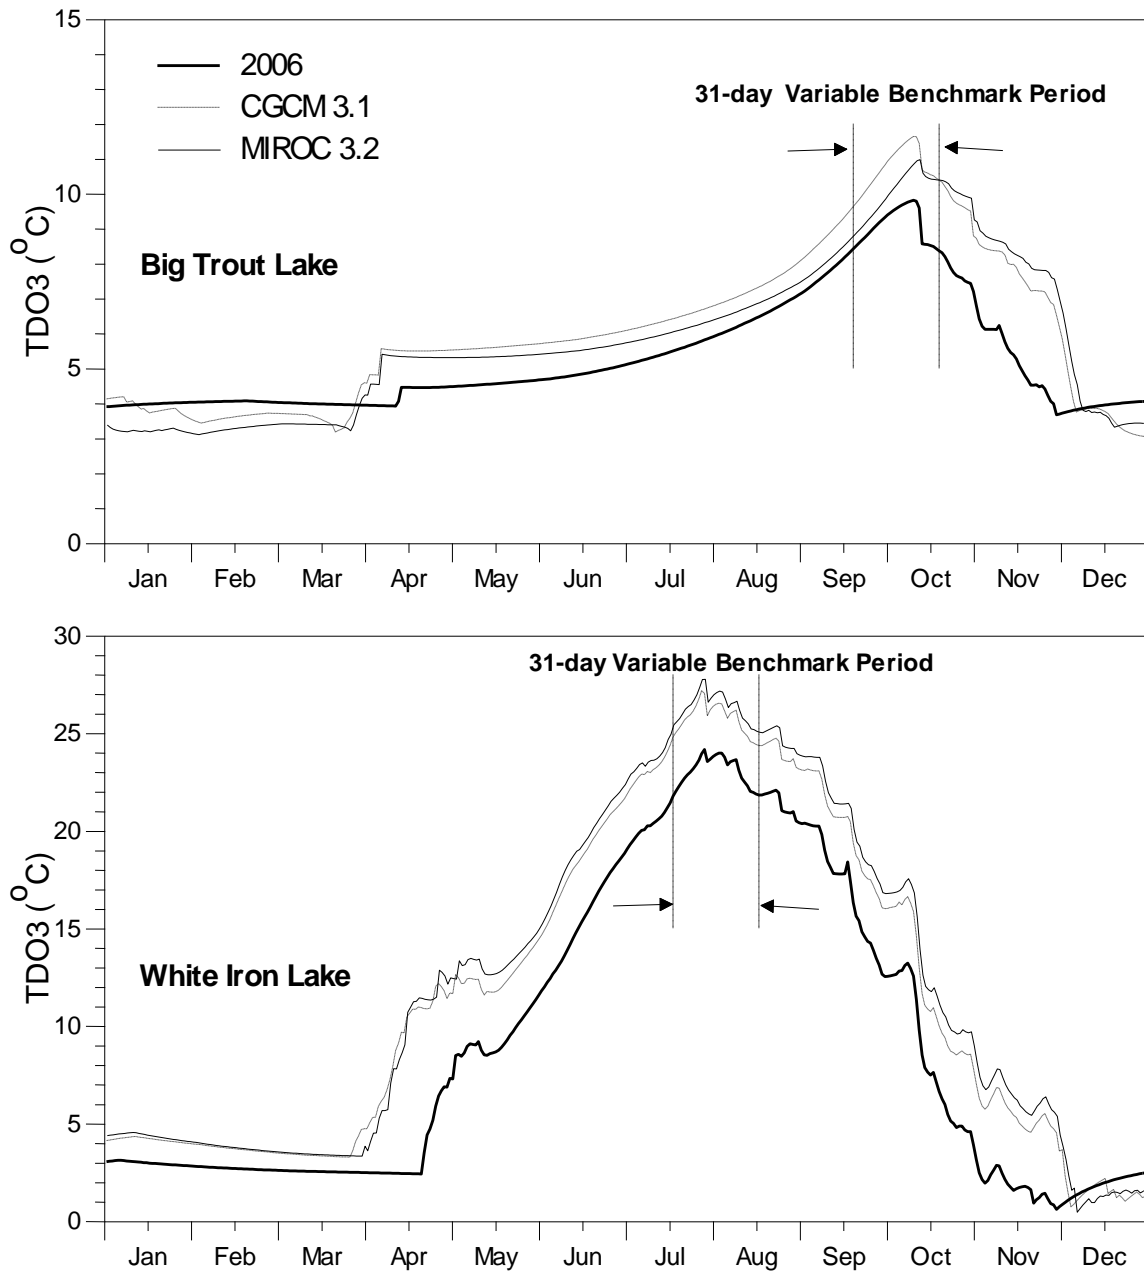 15
2006
CGCM 3.1
MIROC 3.2
31-day Variable Benchmark Period
10
TDO3 (°C)
Big Trout Lake
5
0
Jan Feb Mar Apr May Jun Jul Aug Sep Oct Nov Dec
30
31-day Variable Benchmark Period
25
20
TDO3 (°C)
15
White Iron Lake
10
5
0
Jan Feb Mar Apr May Jun Jul Aug Sep Oct Nov Dec